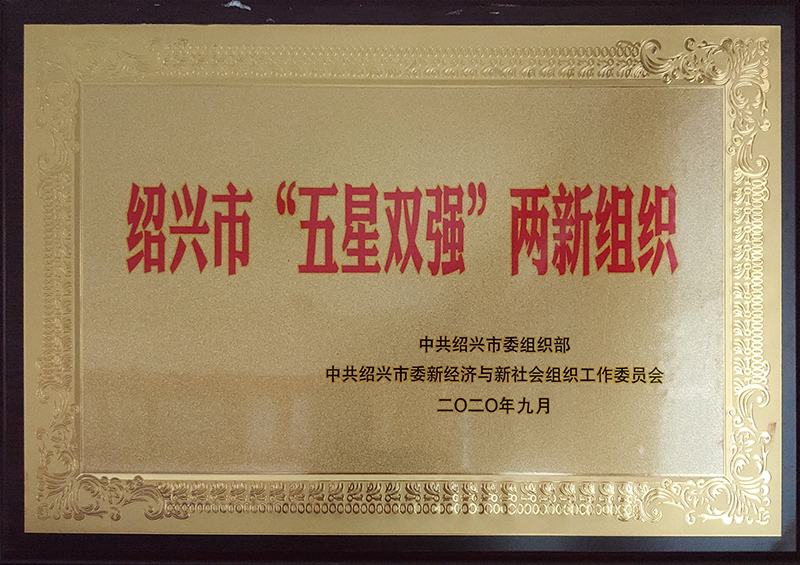 绍兴市“五星双强”两新组织
中共绍兴市委组织部
中共绍兴市委新经济与新社会组织工作委员会
二〇二〇年九月